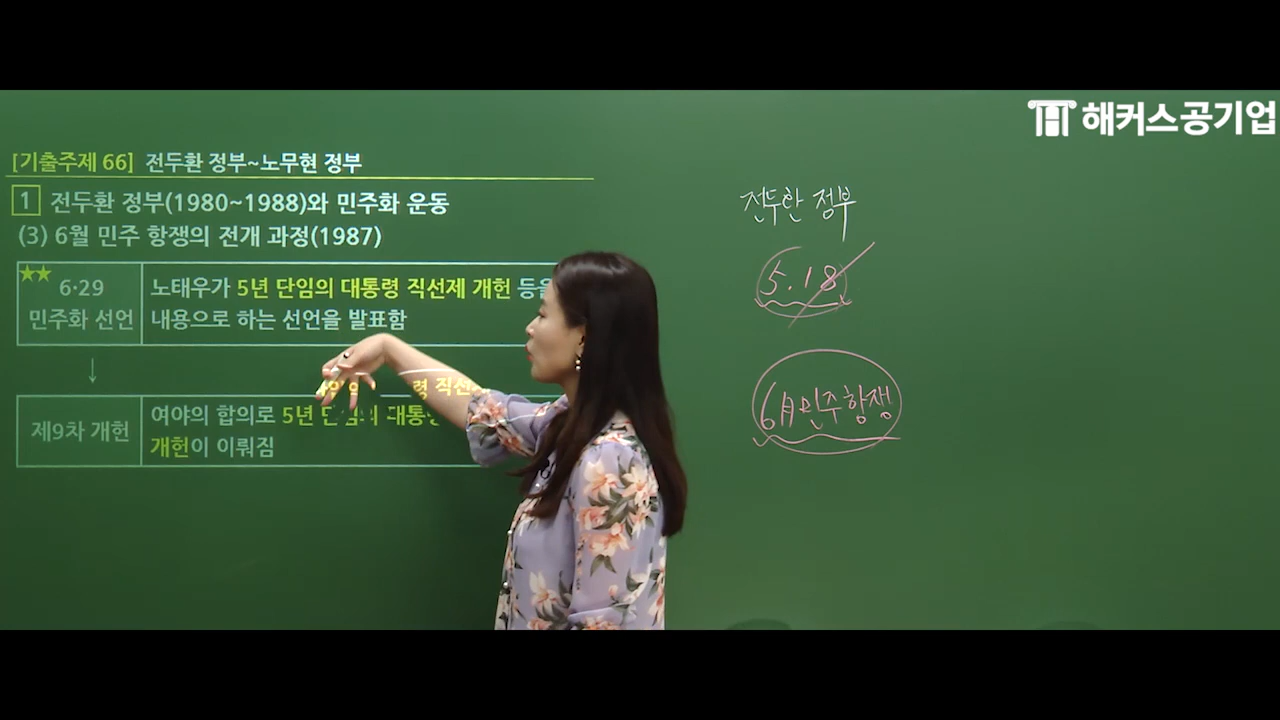 해커스공기업
[기출주제 66] 전두환 정부~노무현 정부
1 전두환 정부(1980~1988)와 민주화 운동
(3) 6월 민주 항쟁의 전개 과정(1987)
★★
6·29
민주화 선언
노태우가 5년 단임의 대통령 직선제 개헌 등을
내용으로 하는 선언을 발표함
↓
제9차 개헌
여야의 합의로 5년 단임의 대통령
개헌이 이뤄짐
전두환 정부
5.18
6月민주항쟁